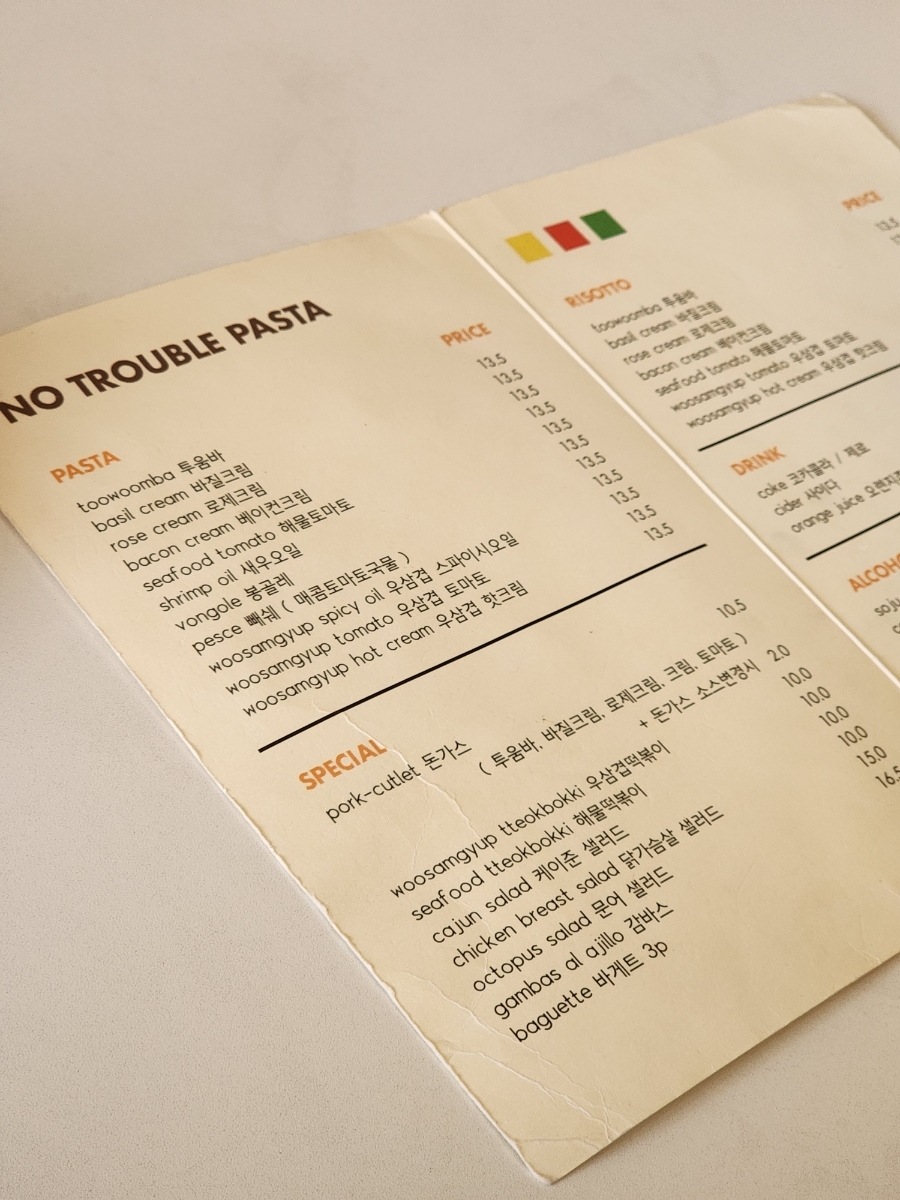 NO TROUBLE PASTA
PRICE
PASTA
toowoomba 투움바 13.5
basil cream 바질크림 13.5
rose cream 로제크림 13.5
bacon cream 베이컨크림 13.5
seafood tomato 해물토마토 13.5
shrimp oil 새우오일 13.5
vongole 봉골레 13.5
pesce 빼쉐 ( 매콤토마토국물 ) 13.5
woosamgyup spicy oil 우삼겹 스파이시오일 13.5
woosamgyup tomato 우삼겹 토마토 13.5
woosamgyup hot cream 우삼겹 핫크림 13.5
SPECIAL
pork-cutlet 돈가스 10.5
( 투움바, 바질크림, 로제크림, 크림, 토마토 )
+ 돈가스 소스변경시 2.0
woosamgyup tteokbokki 우삼겹떡볶이 10.0
seafood tteokbokki 해물떡볶이 10.0
cajun salad 케이준 샐러드 10.0
chicken breast salad 닭가슴살 샐러드 10.0
octopus salad 문어 샐러드 15.0
gambas al ajillo 감바스 16.5
baguette 바게트 3p
PRICE
RISOTTO
toowoomba 투움바 13.5
basil cream 바질크림
rose cream 로제크림
bacon cream 베이컨크림
seafood tomato 해물토마토
woosamgyup tomato 우삼겹 토마토
woosamgyup hot cream 우삼겹 핫크림
DRINK
coke 코카콜라 / 제로
cider 사이다
orange juice 오렌지